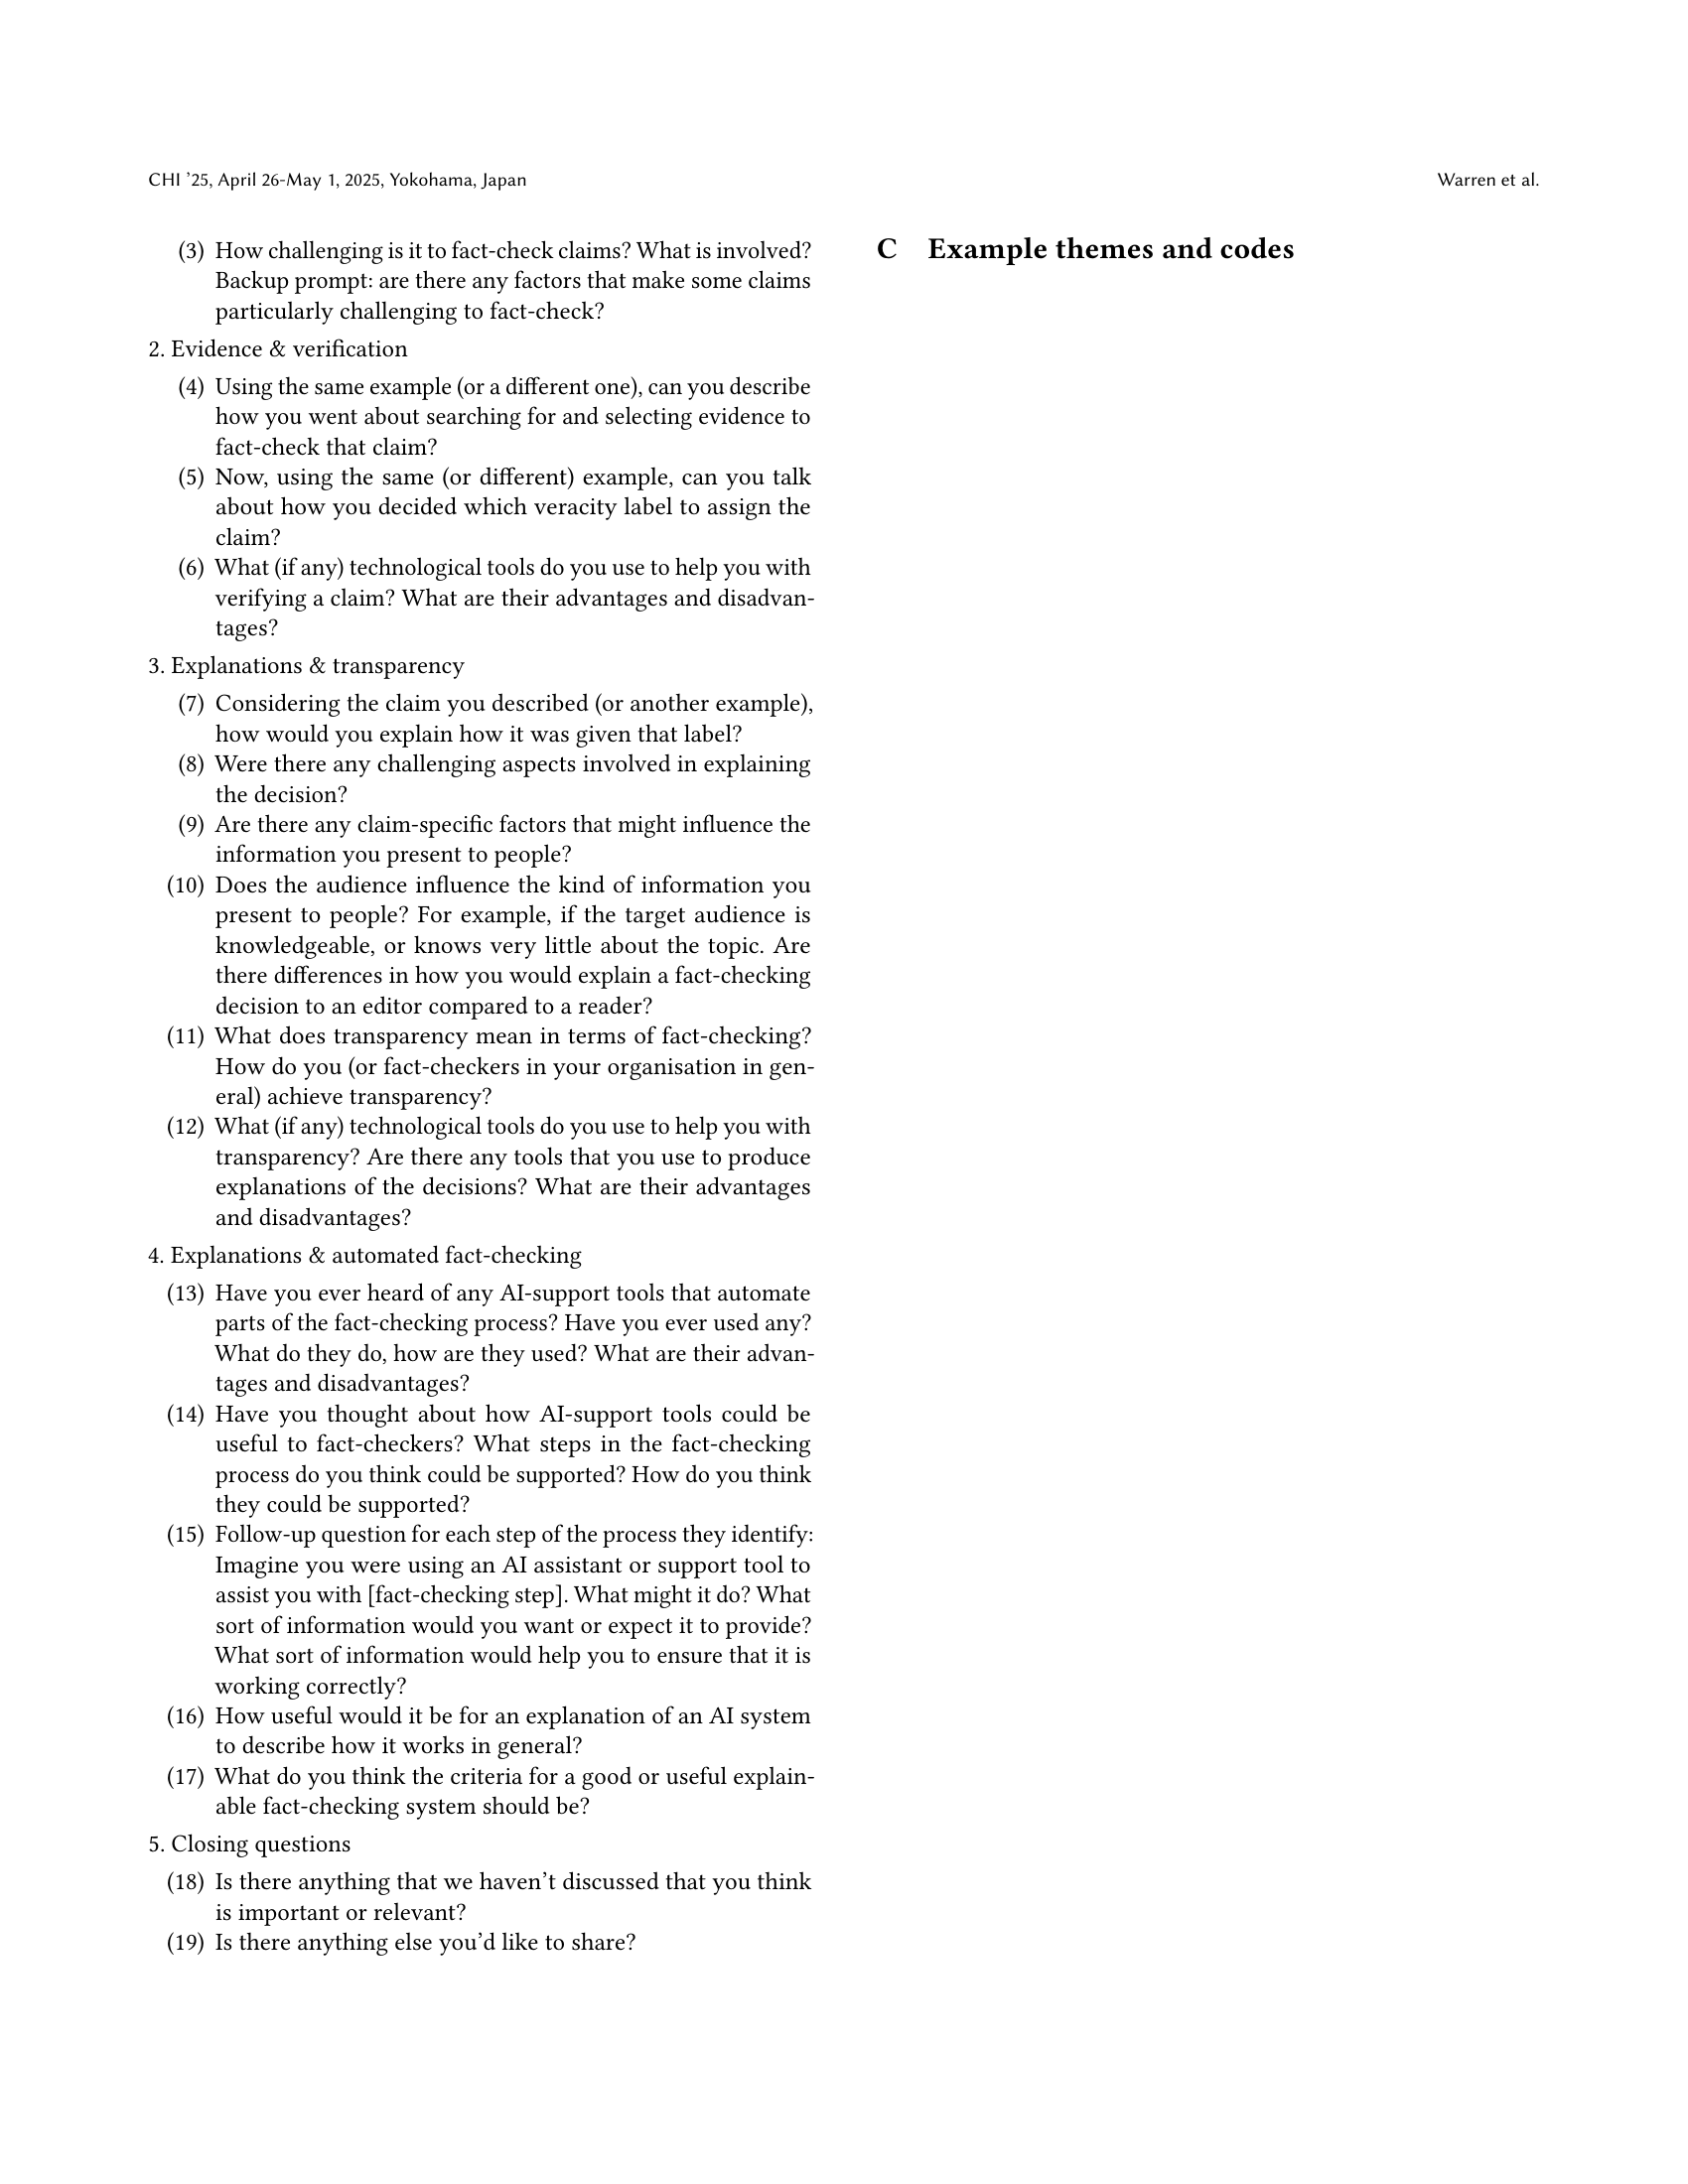 CHI ’25, April 26-May 1, 2025, Yokohama, Japan
Warren et al.
(3) How challenging is it to fact-check claims? What is involved?
Backup prompt: are there any factors that make some claims
particularly challenging to fact-check?
2. Evidence & verification
(4) Using the same example (or a different one), can you describe
how you went about searching for and selecting evidence to
fact-check that claim?
(5) Now, using the same (or different) example, can you talk
about how you decided which veracity label to assign the
claim?
(6) What (if any) technological tools do you use to help you with
verifying a claim? What are their advantages and disadvan-
tages?
3. Explanations & transparency
(7) Considering the claim you described (or another example),
how would you explain how it was given that label?
(8) Were there any challenging aspects involved in explaining
the decision?
(9) Are there any claim-specific factors that might influence the
information you present to people?
(10) Does the audience influence the kind of information you
present to people? For example, if the target audience is
knowledgeable, or knows very little about the topic. Are
there differences in how you would explain a fact-checking
decision to an editor compared to a reader?
(11) What does transparency mean in terms of fact-checking?
How do you (or fact-checkers in your organisation in gen-
eral) achieve transparency?
(12) What (if any) technological tools do you use to help you with
transparency? Are there any tools that you use to produce
explanations of the decisions? What are their advantages
and disadvantages?
4. Explanations & automated fact-checking
(13) Have you ever heard of any AI-support tools that automate
parts of the fact-checking process? Have you ever used any?
What do they do, how are they used? What are their advan-
tages and disadvantages?
(14) Have you thought about how AI-support tools could be
useful to fact-checkers? What steps in the fact-checking
process do you think could be supported? How do you think
they could be supported?
(15) Follow-up question for each step of the process they identify:
Imagine you were using an AI assistant or support tool to
assist you with [fact-checking step]. What might it do? What
sort of information would you want or expect it to provide?
What sort of information would help you to ensure that it is
working correctly?
(16) How useful would it be for an explanation of an AI system
to describe how it works in general?
(17) What do you think the criteria for a good or useful explain-
able fact-checking system should be?
5. Closing questions
(18) Is there anything that we haven’t discussed that you think
is important or relevant?
(19) Is there anything else you’d like to share?
C Example themes and codes